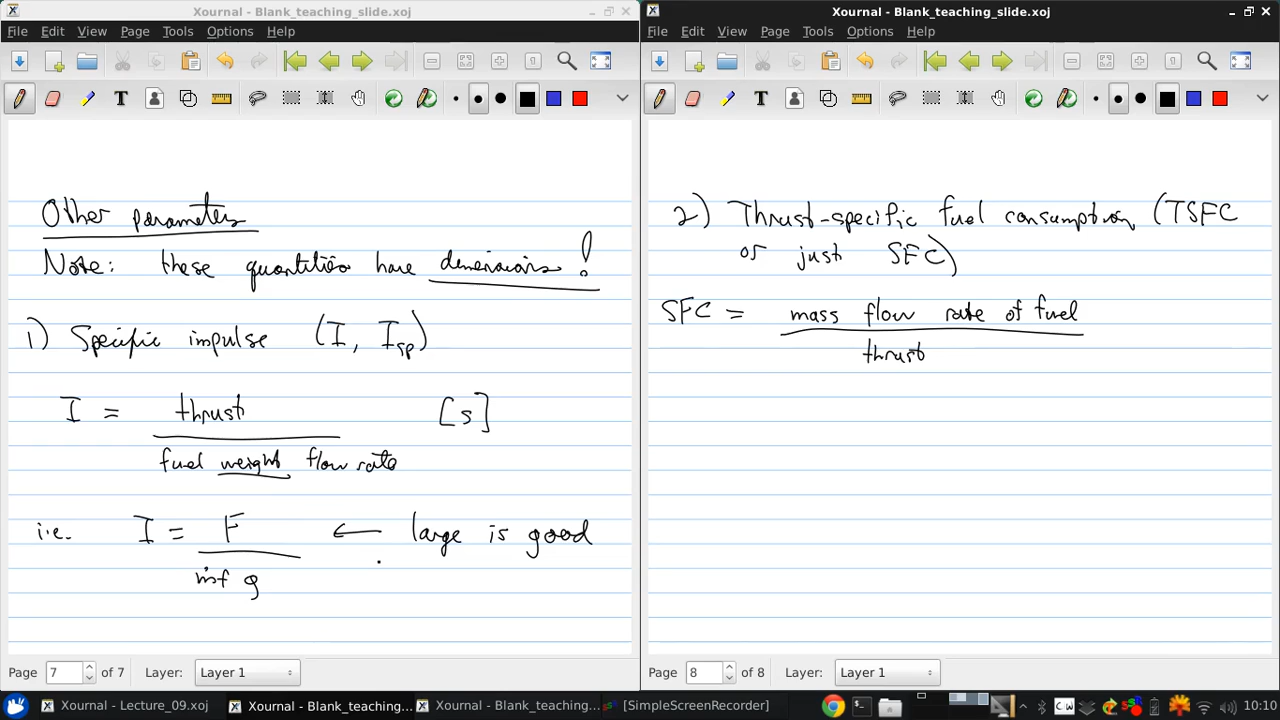 Xournal - Blank_teaching_slide.xoj
File Edit View Page Tools Options Help
Other parameters
Note: these quantities have dimensions!
1) Specific impulse (I, Isp)
I = thrust [s]
fuel weight flow rate
i.e. I = F ← large is good
ṁf g
Page 7 of 7 Layer: Layer 1
Xournal - Blank_teaching_slide.xoj
File Edit View Page Tools Options Help
2) Thrust-specific fuel consumption (TSFC
or just SFC)
SFC = mass flow rate of fuel
thrust
Page 8 of 8 Layer: Layer 1
Xournal - Lecture_09.xoj Xournal - Blank_teaching_... Xournal - Blank_teaching_... [SimpleScreenRecorder] 10:10